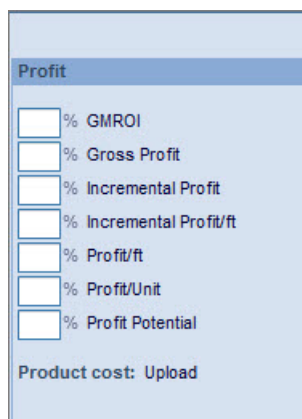 Profit
% GMROI
% Gross Profit
% Incremental Profit
% Incremental Profit/ft
% Profit/ft
% Profit/Unit
% Profit Potential
Product cost: Upload